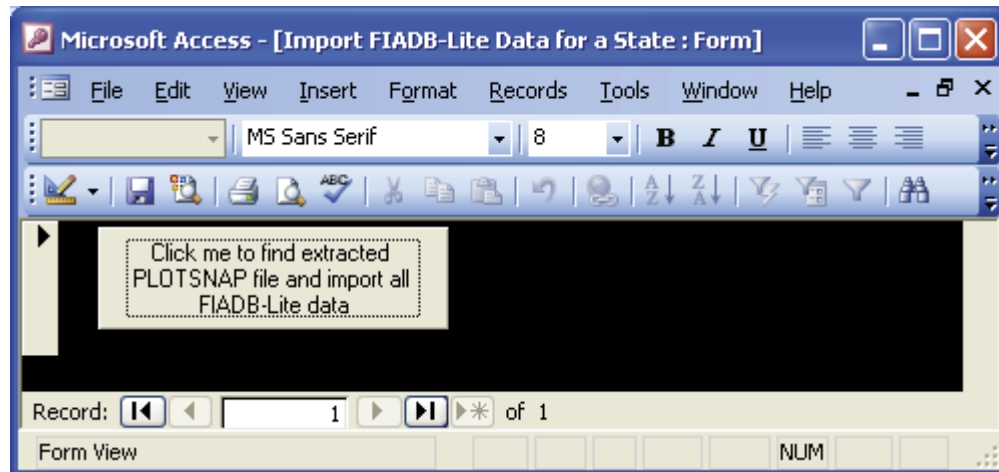 Microsoft Access - [Import FIADB-Lite Data for a State : Form]
File Edit View Insert Format Records Tools Window Help
MS Sans Serif 8 B I U
ABC A Z Z A
Click me to find extracted
PLOTSNAP file and import all
FIADB-Lite data
Record: 1 of 1
Form View NUM